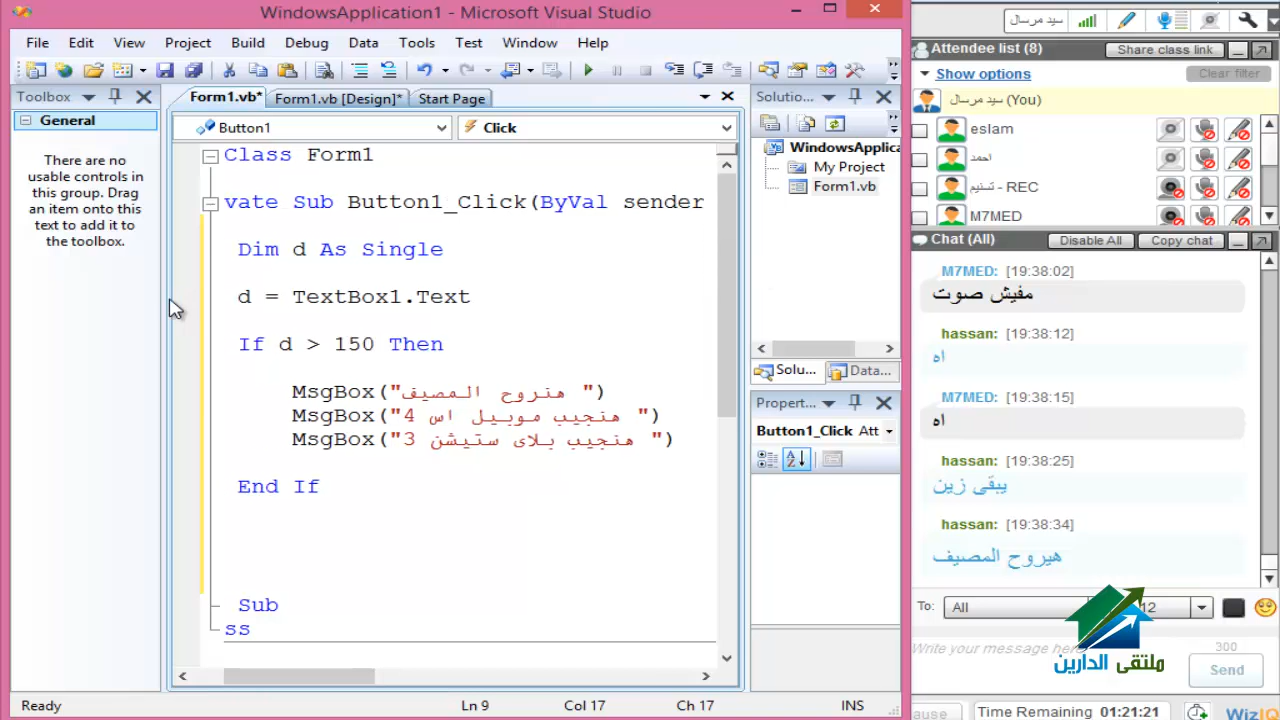 WindowsApplication1 - Microsoft Visual Studio
File Edit View Project Build Debug Data Tools Test Window Help
Toolbox
General
There are no
usable controls in
this group. Drag
an item onto this
text to add it to
the toolbox.
Form1.vb* Form1.vb [Design]* Start Page
Button1 Click
Class Form1
vate Sub Button1_Click(ByVal sender
Dim d As Single
d = TextBox1.Text
If d > 150 Then
MsgBox("هنروح المصيف ")
MsgBox("4 هنجيب موبيل اس ")
MsgBox("3 هنجيب بلاى ستيشن ")
End If
Sub
ss
Solutio...
WindowsApplic
My Project
Form1.vb
Solu... Data...
Propert...
Button1_Click Att
Ready Ln 9 Col 17 Ch 17 INS
سيد مرسال
Attendee list (8) Share class link
Show options Clear filter
سيد مرسال (You)
eslam
احمد
تسنيم - REC
M7MED
Chat (All) Disable All Copy chat
M7MED: [19:38:02]
مفيش صوت
hassan: [19:38:12]
اه
M7MED: [19:38:15]
اه
hassan: [19:38:25]
يبقى زين
hassan: [19:38:34]
هيروح المصيف
To: All 12
Write your message here 300
Send
ملتقى الدارين
ause Time Remaining 01:21:21 WizIQ